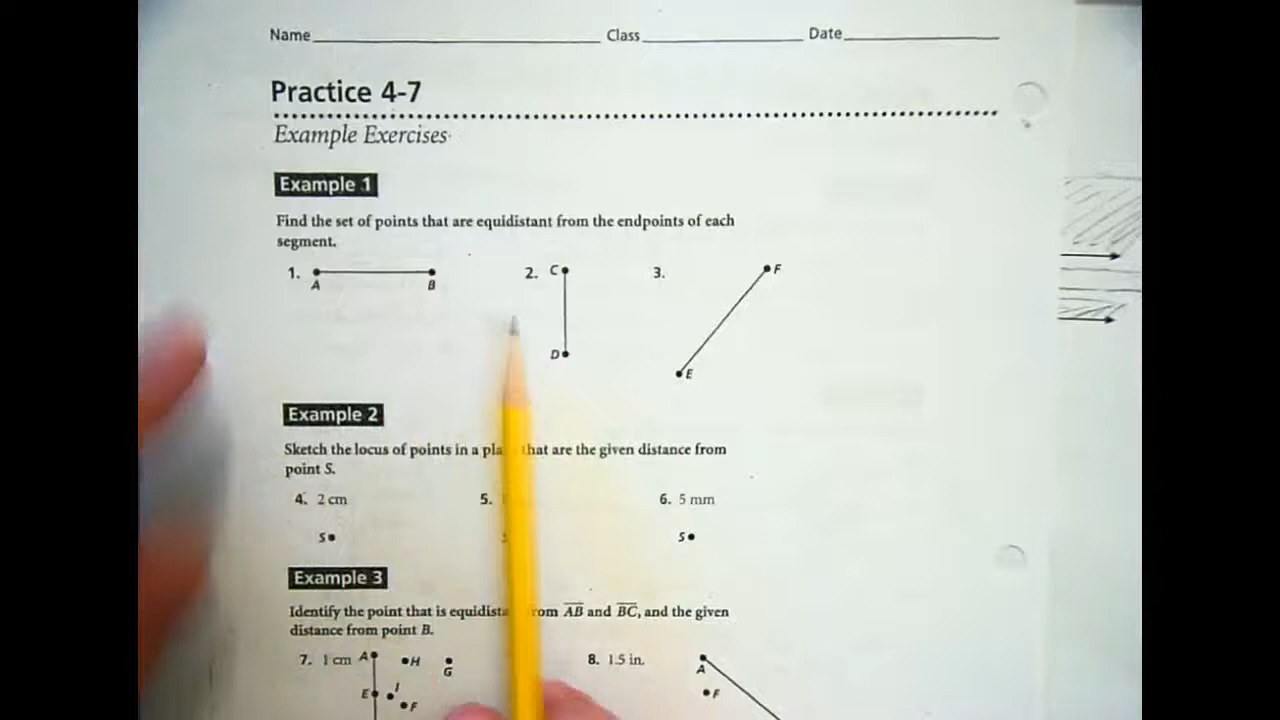 Name Class Date
Practice 4-7
Example Exercises
Example 1
Find the set of points that are equidistant from the endpoints of each
segment.
1. A B 2. C D 3. F E
Example 2
Sketch the locus of points in a that are the given distance from
point S.
4. 2 cm 5. 6. 5 mm
S S
Example 3
Identify the point that is from AB and BC, and the given
distance from point B.
7. 1 cm A H G 8. 1.5 in. A
E I F F